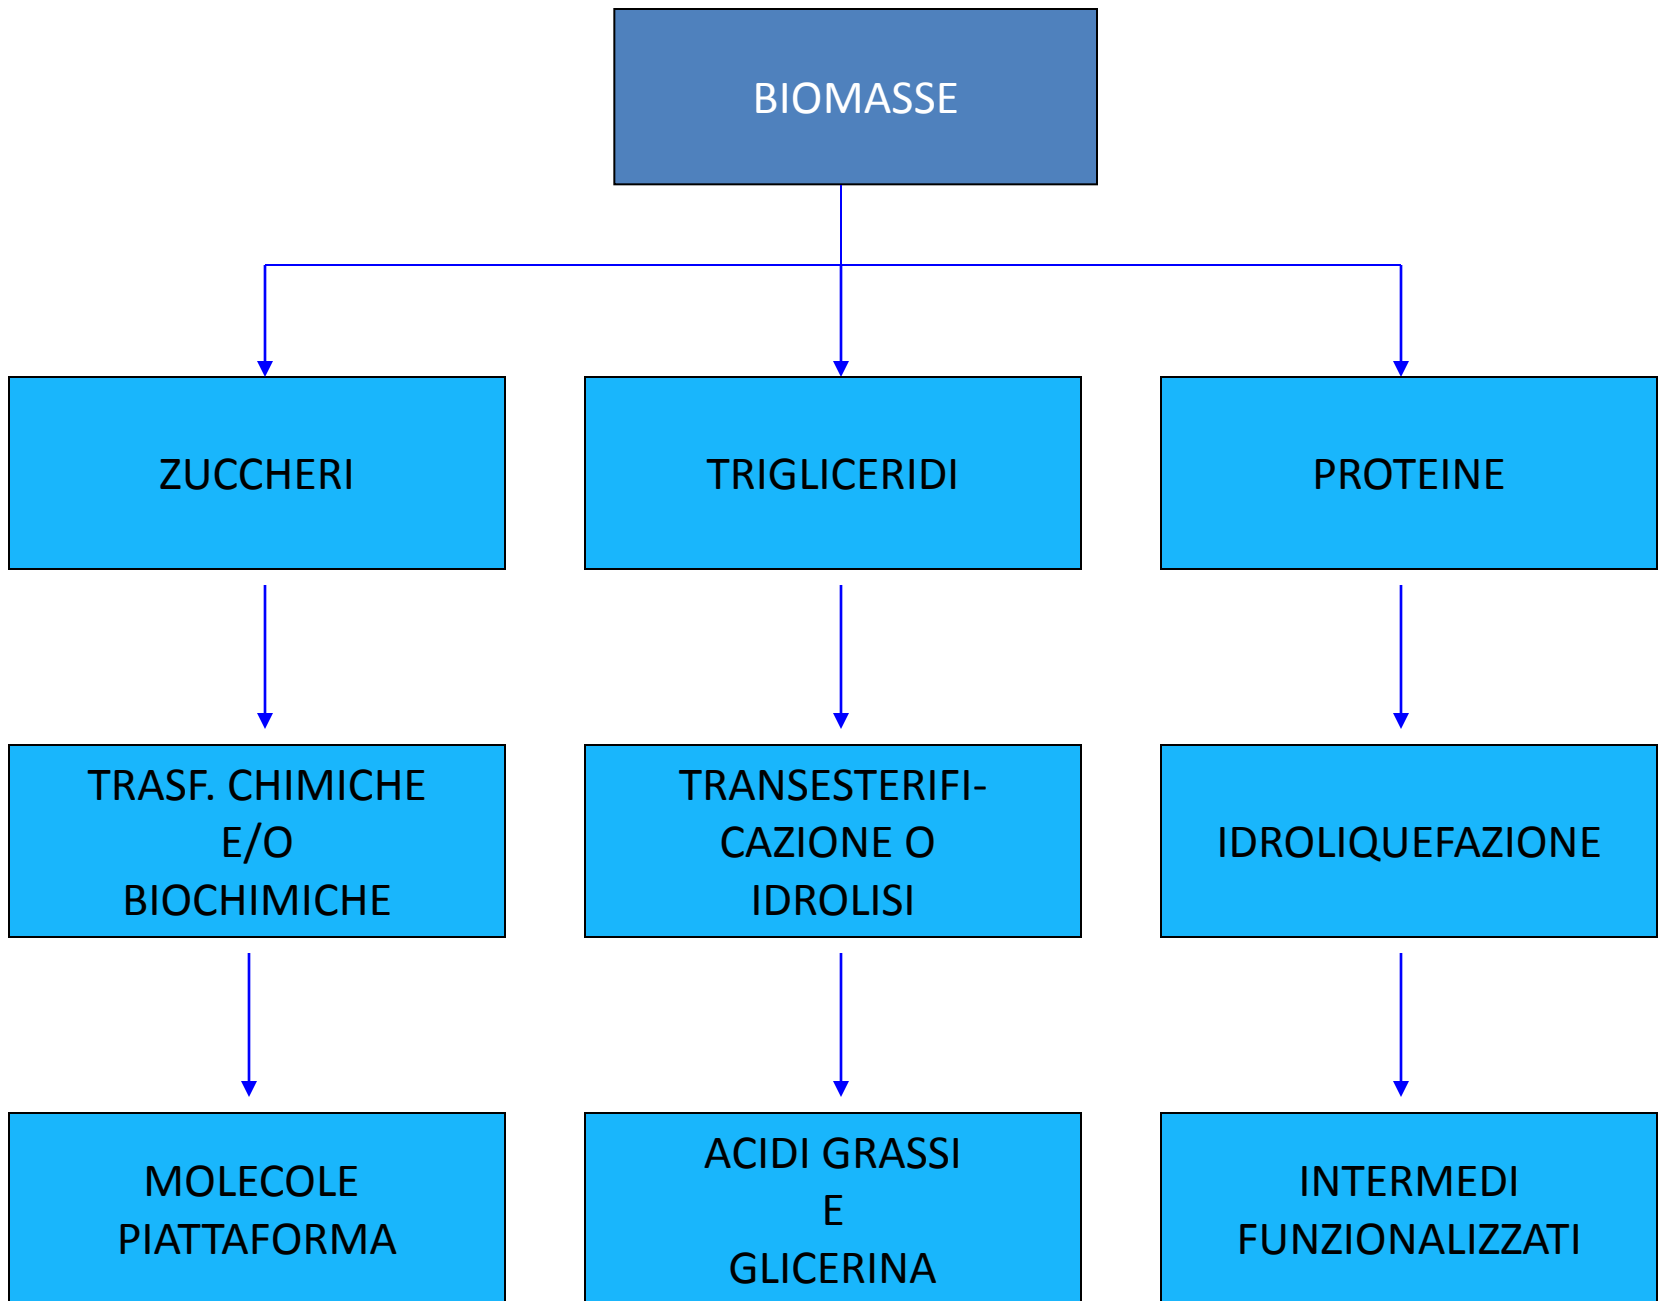 BIOMASSE
ZUCCHERI
TRIGLICERIDI
PROTEINE
TRASF. CHIMICHE
E/O
BIOCHIMICHE
TRANSESTERIFI-
CAZIONE O
IDROLISI
IDROLIQUEFAZIONE
MOLECOLE
PIATTAFORMA
ACIDI GRASSI
E
GLICERINA
INTERMEDI
FUNZIONALIZZATI